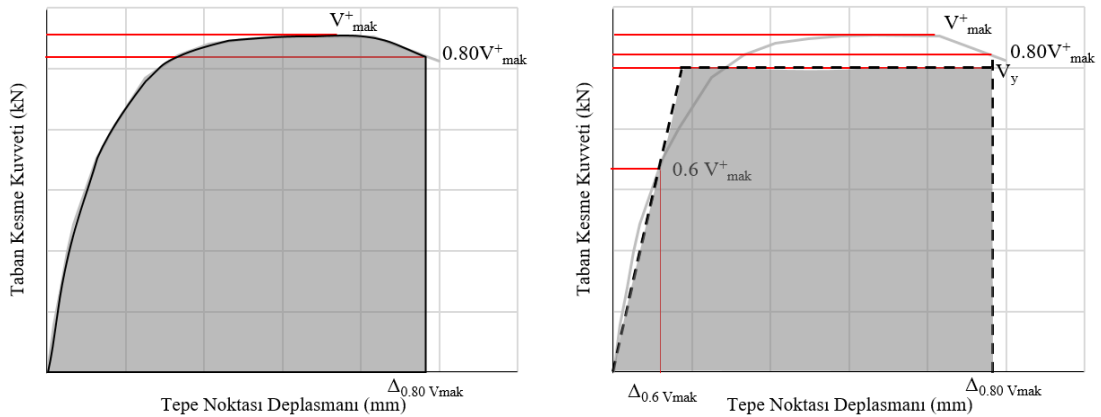 V⁺mak
0.80V⁺mak
Taban Kesme Kuvveti (kN)
Δ0.80 Vmak
Tepe Noktası Deplasmanı (mm)
V⁺mak
0.80V⁺mak
Vy
0.6 V⁺mak
Taban Kesme Kuvveti (kN)
Δ0.6 Vmak
Δ0.80 Vmak
Tepe Noktası Deplasmanı (mm)